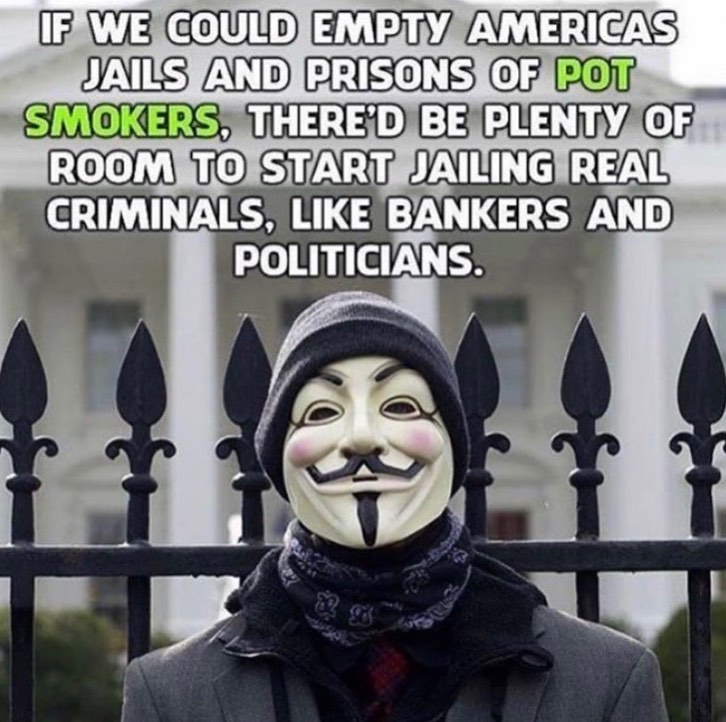 IF WE COULD EMPTY AMERICAS
JAILS AND PRISONS OF POT
SMOKERS, THERE'D BE PLENTY OF
ROOM TO START JAILING REAL
CRIMINALS, LIKE BANKERS AND
POLITICIANS.